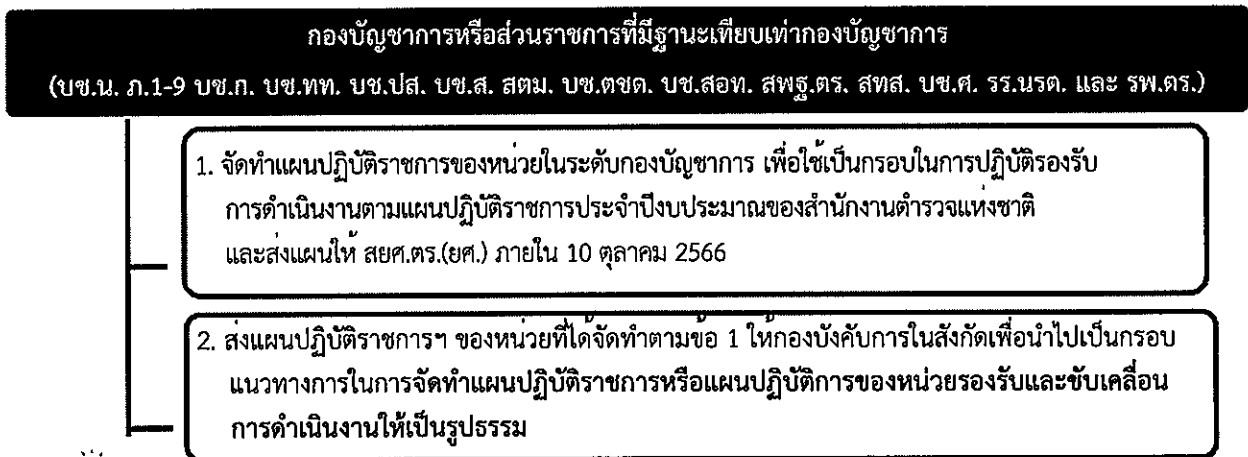 กองบัญชาการหรือส่วนราชการที่มีฐานะเทียบเท่ากองบัญชาการ
(บช.น. ภ.1-9 บช.ก. บช.ทท. บช.ปส. บช.ส. สตม. บช.ตชด. บช.สอท. สพฐ.ตร. สทส. บช.ศ. รร.นรต. และ รพ.ตร.)
1. จัดทำแผนปฏิบัติราชการของหน่วยในระดับกองบัญชาการ เพื่อใช้เป็นกรอบในการปฏิบัติรองรับ
การดำเนินงานตามแผนปฏิบัติราชการประจำปีงบประมาณของสำนักงานตำรวจแห่งชาติ
และส่งแผนให้ สยศ.ตร.(ยศ.) ภายใน 10 ตุลาคม 2566
2. ส่งแผนปฏิบัติราชการฯ ของหน่วยที่ได้จัดทำตามข้อ 1 ให้กองบังคับการในสังกัดเพื่อนำไปเป็นกรอบ
แนวทางการในการจัดทำแผนปฏิบัติราชการหรือแผนปฏิบัติการของหน่วยรองรับและขับเคลื่อน
การดำเนินงานให้เป็นรูปธรรม